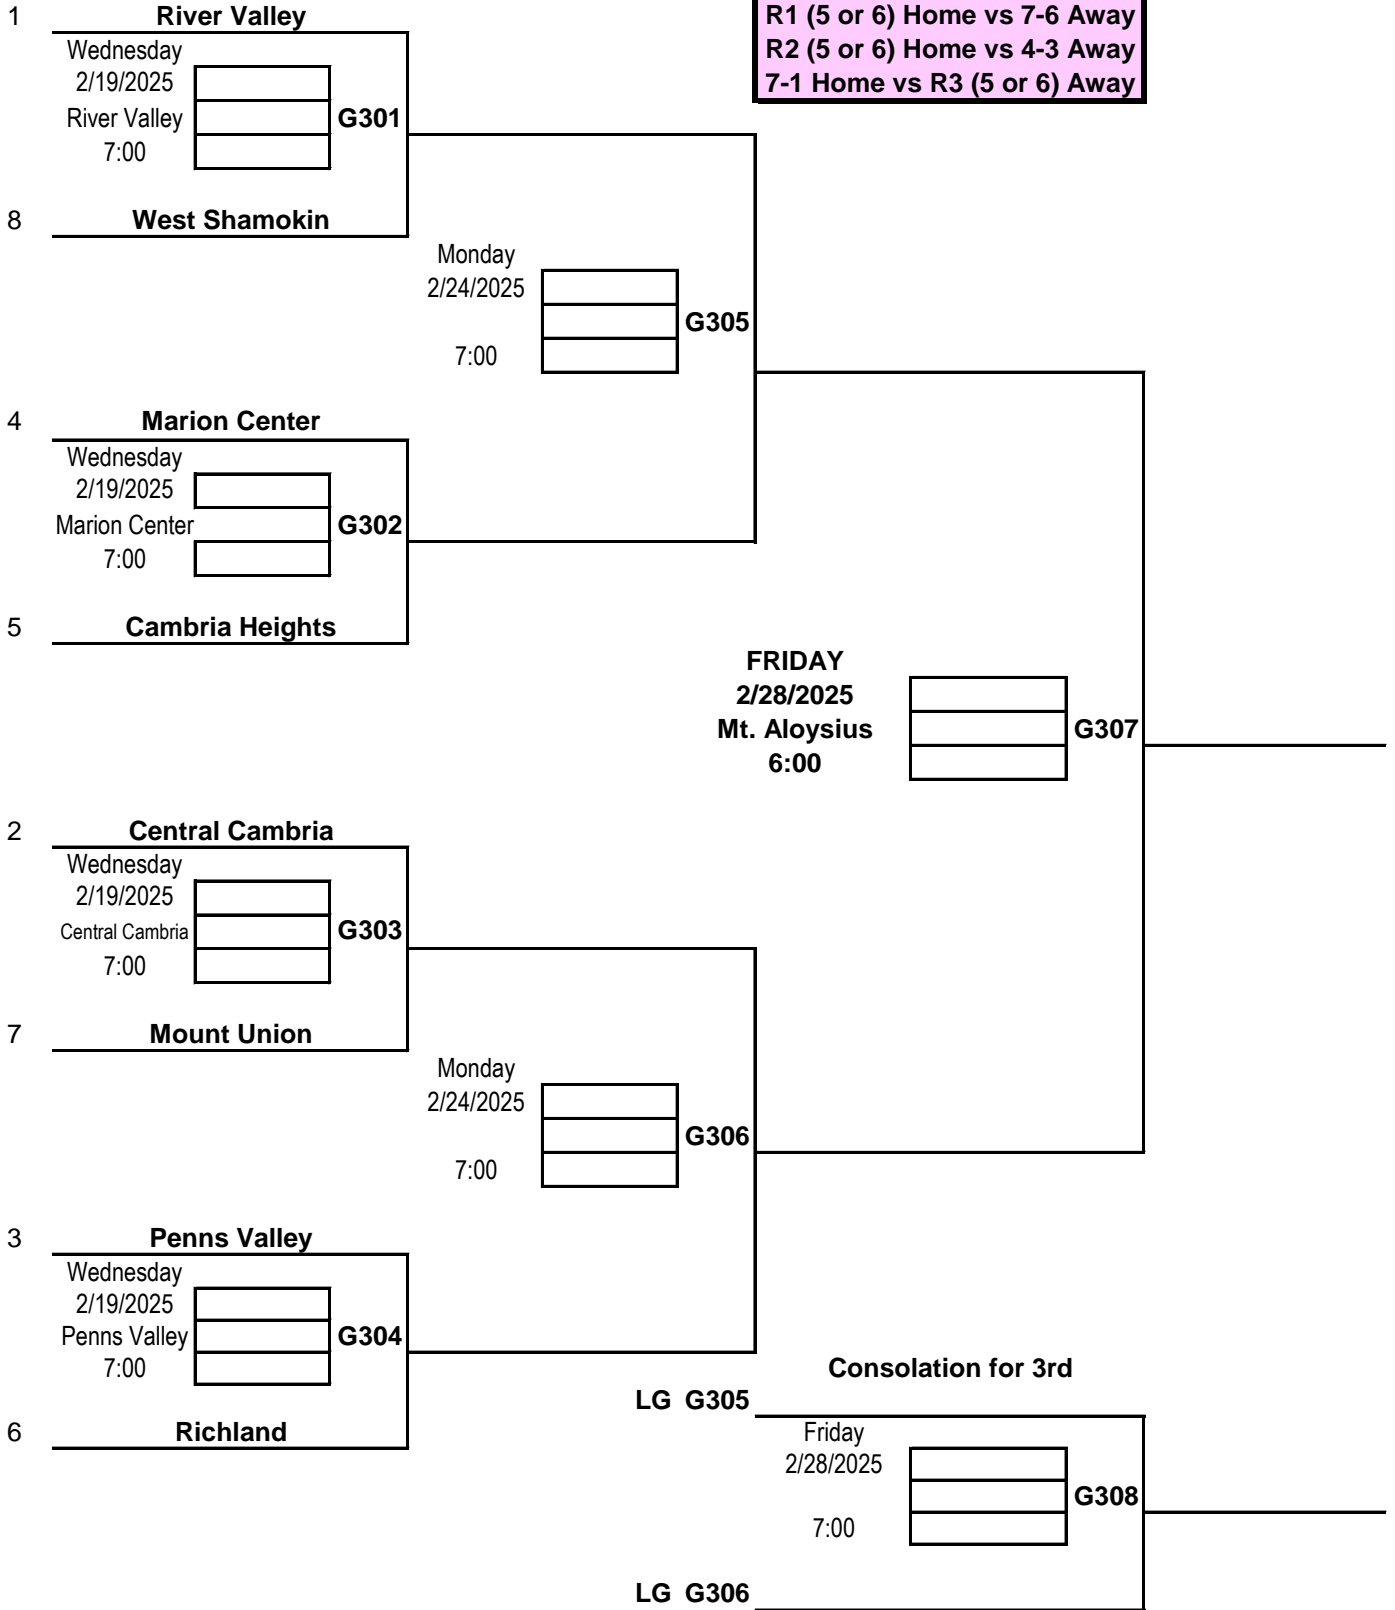 1 River Valley
R1 (5 or 6) Home vs 7-6 Away
R2 (5 or 6) Home vs 4-3 Away
7-1 Home vs R3 (5 or 6) Away
Wednesday
2/19/2025
River Valley G301
7:00
8 West Shamokin
Monday
2/24/2025
G305
7:00
4 Marion Center
Wednesday
2/19/2025
Marion Center G302
7:00
5 Cambria Heights
FRIDAY
2/28/2025
Mt. Aloysius G307
6:00
2 Central Cambria
Wednesday
2/19/2025
Central Cambria G303
7:00
7 Mount Union
Monday
2/24/2025
G306
7:00
3 Penns Valley
Wednesday
2/19/2025
Penns Valley G304
7:00
6 Richland
Consolation for 3rd
LG G305
Friday
2/28/2025
G308
7:00
LG G306